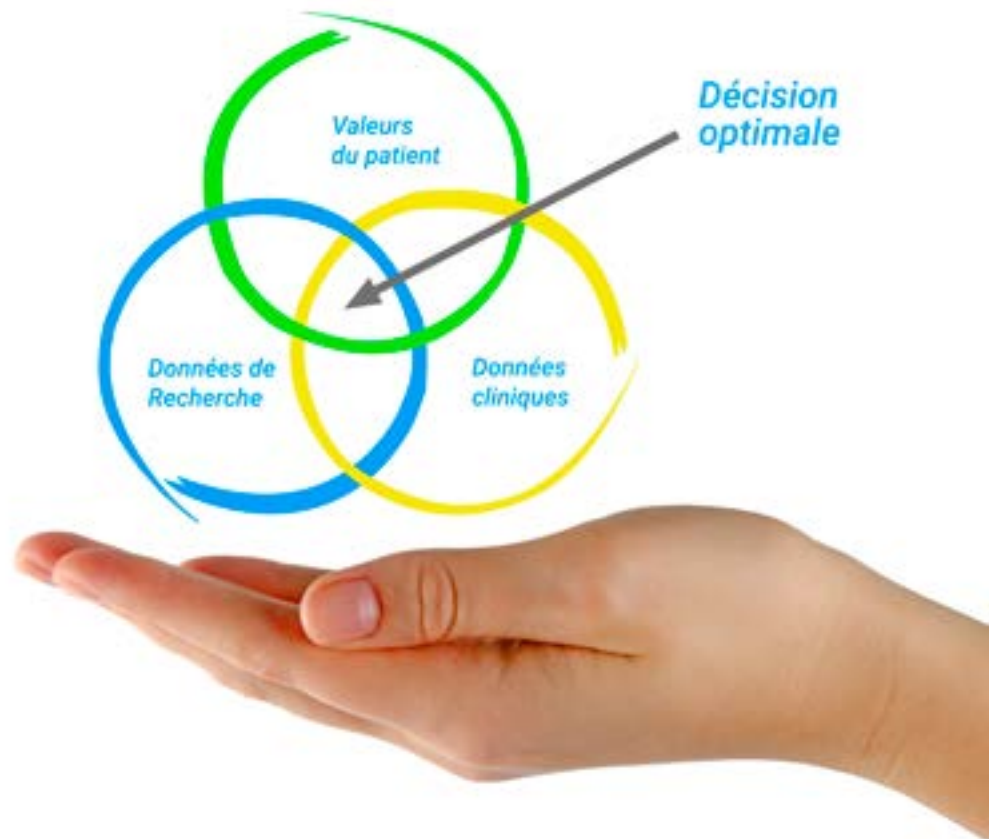 Valeurs
du patient
Décision
optimale
Données de
Recherche
Données
cliniques